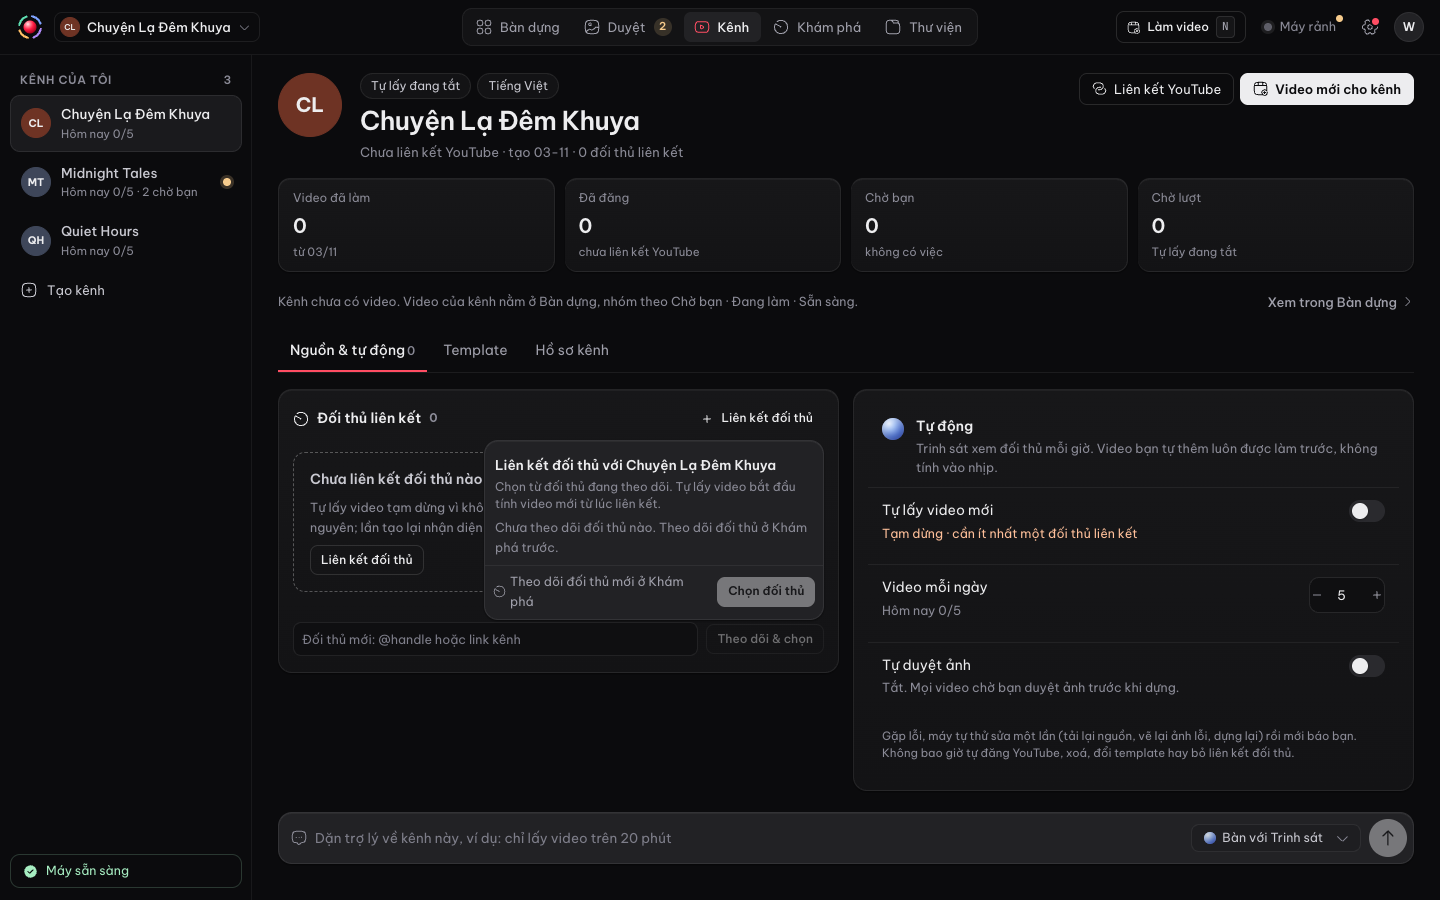 CL Chuyện Lạ Đêm Khuya
Bàn dựng
Duyệt 2
Kênh
Khám phá
Thư viện
Làm video N
Máy rảnh
W
KÊNH CỦA TÔI 3
CL
Chuyện Lạ Đêm Khuya
Hôm nay 0/5
MT
Midnight Tales
Hôm nay 0/5 · 2 chờ bạn
QH
Quiet Hours
Hôm nay 0/5
Tạo kênh
Máy sẵn sàng
CL
Tự lấy đang tắt
Tiếng Việt
Chuyện Lạ Đêm Khuya
Chưa liên kết YouTube · tạo 03-11 · 0 đối thủ liên kết
Liên kết YouTube
Video mới cho kênh
Video đã làm
0
từ 03/11
Đã đăng
0
chưa liên kết YouTube
Chờ bạn
0
không có việc
Chờ lượt
0
Tự lấy đang tắt
Kênh chưa có video. Video của kênh nằm ở Bàn dựng, nhóm theo Chờ bạn · Đang làm · Sẵn sàng.
Xem trong Bàn dựng
Nguồn & tự động 0
Template
Hồ sơ kênh
Đối thủ liên kết 0
+ Liên kết đối thủ
Chưa liên kết đối thủ nào
Tự lấy video tạm dừng vì khô
nguyên; lần tạo lại nhận diện
Liên kết đối thủ
Liên kết đối thủ với Chuyện Lạ Đêm Khuya
Chọn từ đối thủ đang theo dõi. Tự lấy video bắt đầu
tính video mới từ lúc liên kết.
Chưa theo dõi đối thủ nào. Theo dõi đối thủ ở Khám
phá trước.
Theo dõi đối thủ mới ở Khám
phá
Chọn đối thủ
Đối thủ mới: @handle hoặc link kênh
Theo dõi & chọn
Tự động
Trinh sát xem đối thủ mỗi giờ. Video bạn tự thêm luôn được làm trước, không
tính vào nhịp.
Tự lấy video mới
Tạm dừng · cần ít nhất một đối thủ liên kết
Video mỗi ngày
Hôm nay 0/5
− 5 +
Tự duyệt ảnh
Tắt. Mọi video chờ bạn duyệt ảnh trước khi dựng.
Gặp lỗi, máy tự thử sửa một lần (tải lại nguồn, vẽ lại ảnh lỗi, dựng lại) rồi mới báo bạn.
Không bao giờ tự đăng YouTube, xoá, đổi template hay bỏ liên kết đối thủ.
Dặn trợ lý về kênh này, ví dụ: chỉ lấy video trên 20 phút
Bàn với Trinh sát